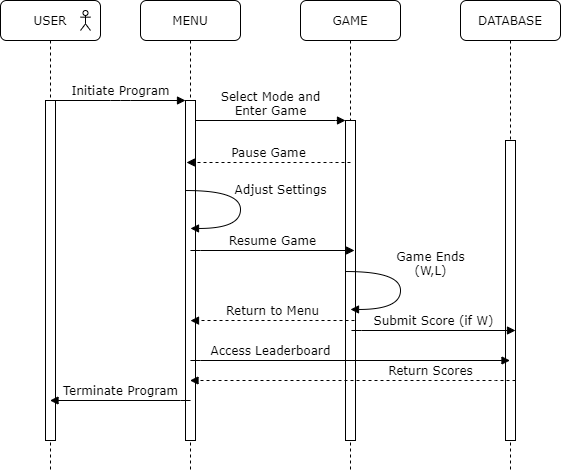 USER
MENU
GAME
DATABASE
Initiate Program
Select Mode and
Enter Game
Pause Game
Adjust Settings
Resume Game
Game Ends
(W,L)
Return to Menu
Submit Score (if W)
Access Leaderboard
Return Scores
Terminate Program